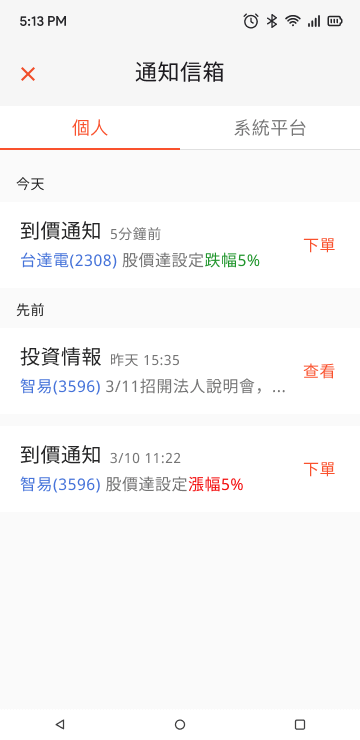 5:13 PM
通知信箱
個人
系統平台
今天
到價通知 5分鐘前
台達電(2308) 股價達設定跌幅5%
下單
先前
投資情報 昨天 15:35
智易(3596) 3/11招開法人說明會，...
查看
到價通知 3/10 11:22
智易(3596) 股價達設定漲幅5%
下單